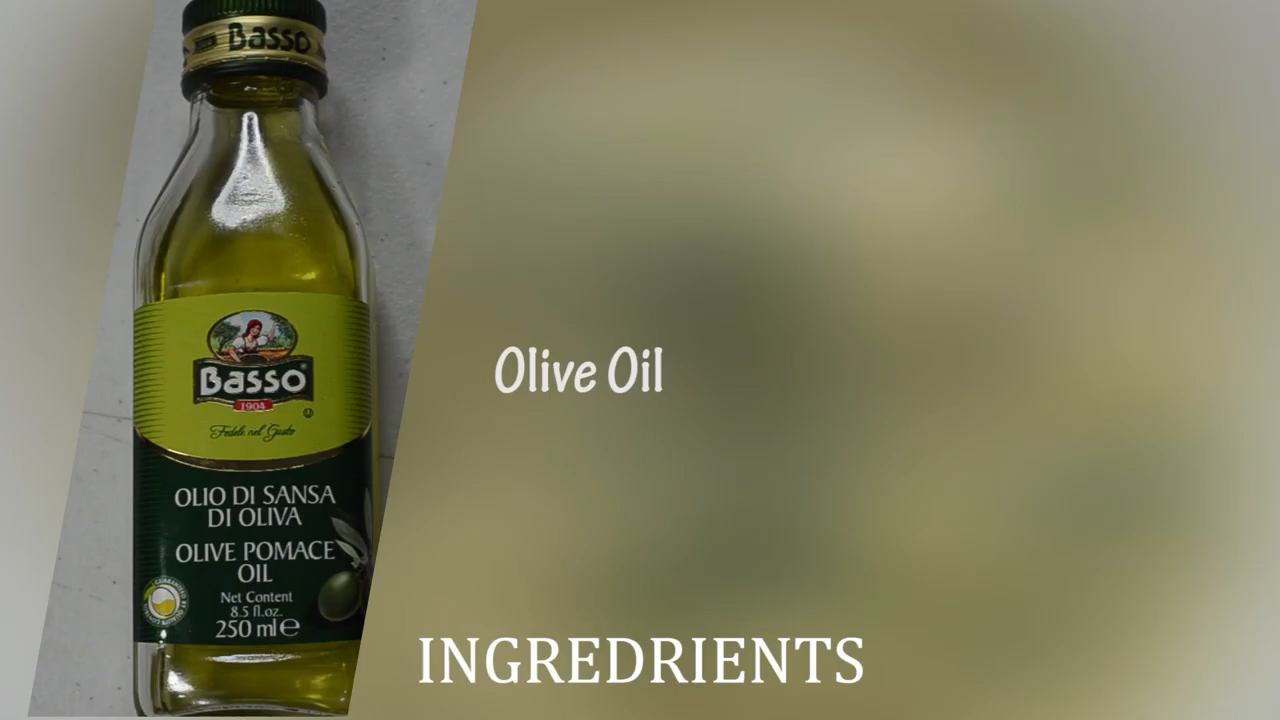 Basso
Basso
1904
Fedeli nel Gusto
OLIO DI SANSA
DI OLIVA
OLIVE POMACE
OIL
Net Content
8.5 fl.oz.
250 ml e
Olive Oil
INGREDRIENTS